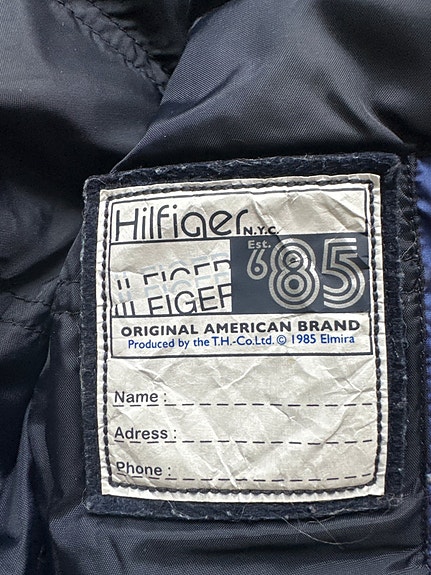 Hilfiger N.Y.C.
Est.
'85
HILFIGER
HILFIGER
ORIGINAL AMERICAN BRAND
Produced by the T.H.-Co.Ltd.© 1985 Elmira
Name :
Adress :
Phone :